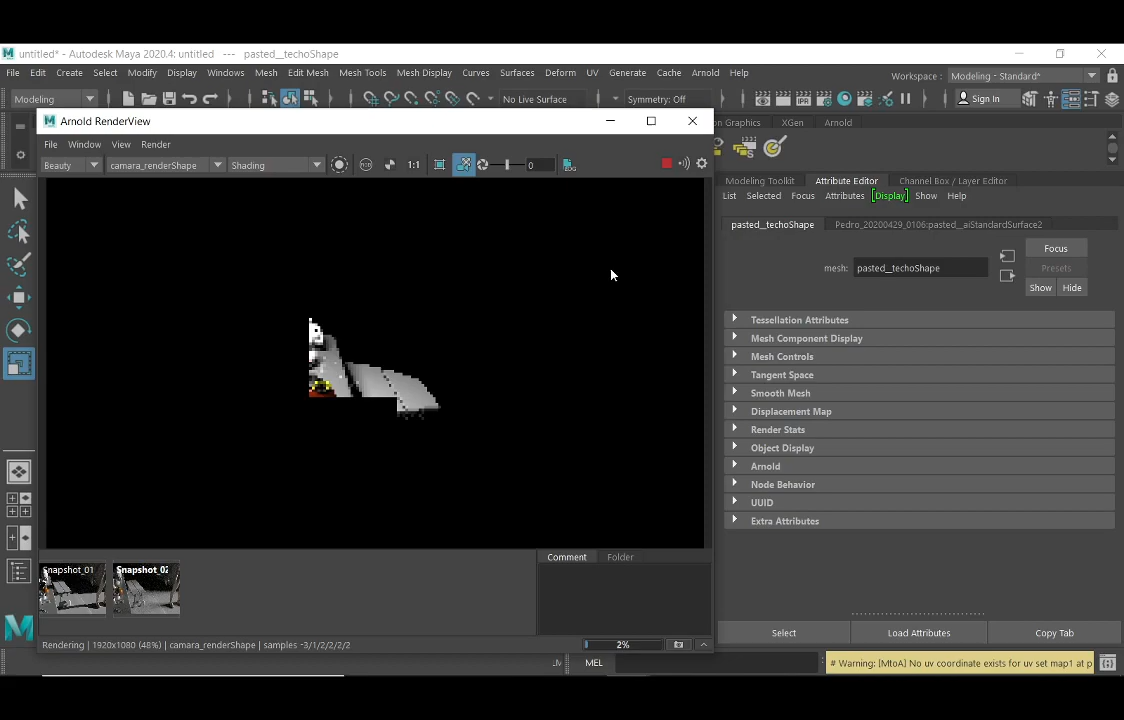 untitled* - Autodesk Maya 2020.4: untitled --- pasted__techoShape
File Edit Create Select Modify Display Windows Mesh Edit Mesh Mesh Tools Mesh Display Curves Surfaces Deform UV Generate Cache Arnold Help
Workspace : Modeling - Standard*
Modeling No Live Surface Symmetry: Off IPR Sign In
Arnold RenderView
on Graphics XGen Arnold
File Window View Render
Beauty camara_renderShape Shading 1:1 0
Modeling Toolkit Attribute Editor Channel Box / Layer Editor
List Selected Focus Attributes Display Show Help
pasted__techoShape Pedro_20200429_0106:pasted__aiStandardSurface2
mesh: pasted__techoShape
Focus
Presets
Show Hide
Tessellation Attributes
Mesh Component Display
Mesh Controls
Tangent Space
Smooth Mesh
Displacement Map
Render Stats
Object Display
Arnold
Node Behavior
UUID
Extra Attributes
Snapshot_01 Snapshot_02
Comment Folder
Select Load Attributes Copy Tab
Rendering | 1920x1080 (48%) | camara_renderShape | samples -3/1/2/2/2/2
2%
MEL
# Warning: [MtoA] No uv coordinate exists for uv set map1 at p